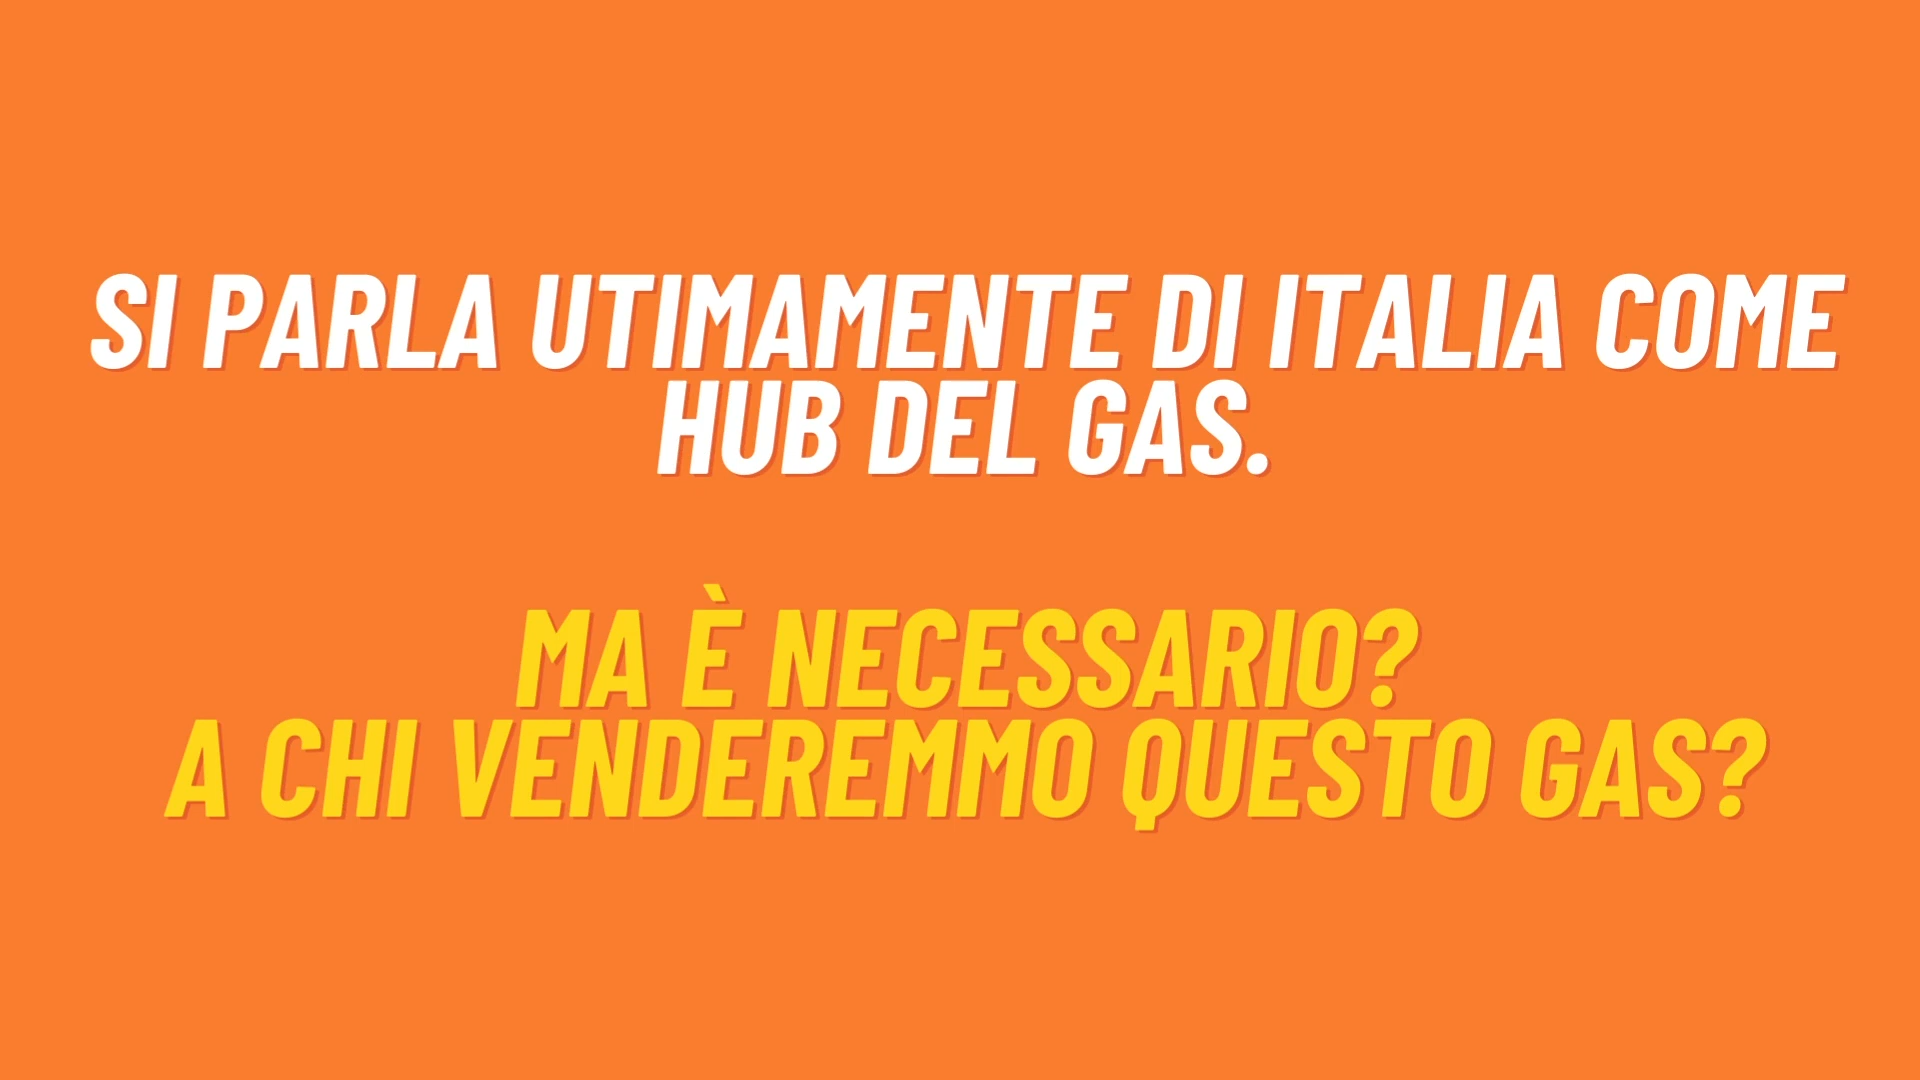 SI PARLA UTIMAMENTE DI ITALIA COME
HUB DEL GAS.
MA È NECESSARIO?
A CHI VENDEREMMO QUESTO GAS?